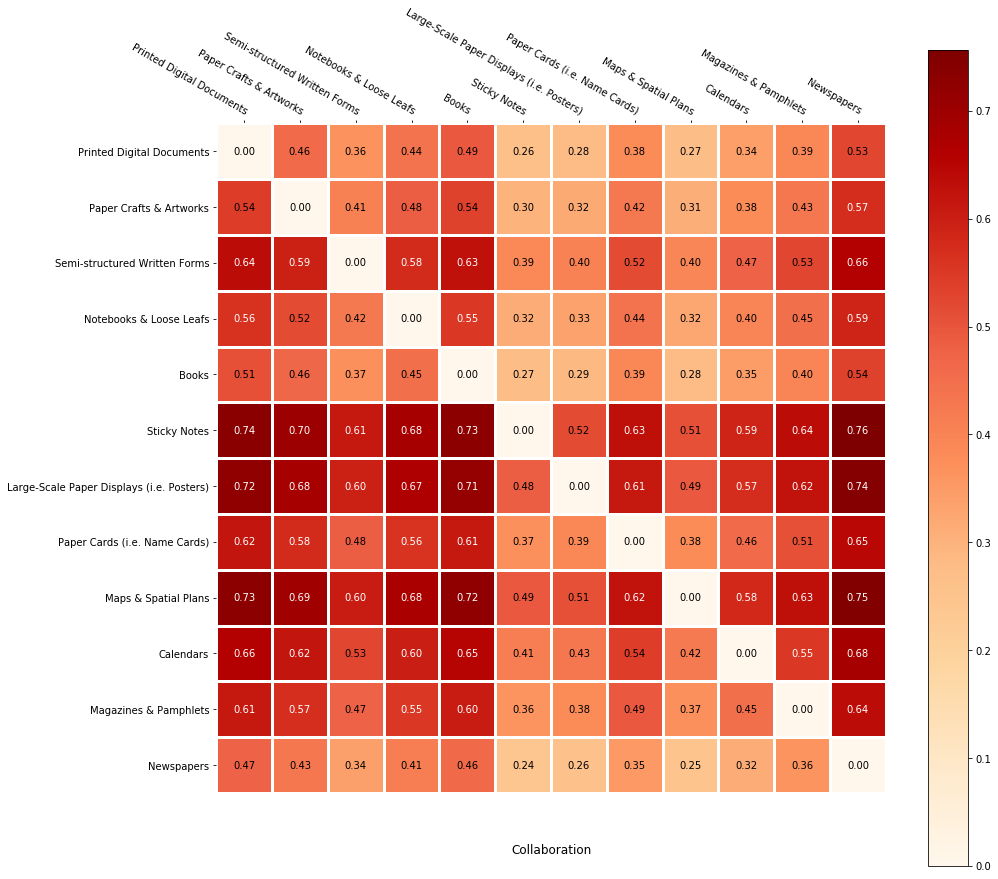 Printed Digital Documents
Paper Crafts & Artworks
Semi-structured Written Forms
Notebooks & Loose Leafs
Books
Sticky Notes
Large-Scale Paper Displays (i.e. Posters)
Paper Cards (i.e. Name Cards)
Maps & Spatial Plans
Calendars
Magazines & Pamphlets
Newspapers
Printed Digital Documents 0.00 0.46 0.36 0.44 0.49 0.26 0.28 0.38 0.27 0.34 0.39 0.53
Paper Crafts & Artworks 0.54 0.00 0.41 0.48 0.54 0.30 0.32 0.42 0.31 0.38 0.43 0.57
Semi-structured Written Forms 0.64 0.59 0.00 0.58 0.63 0.39 0.40 0.52 0.40 0.47 0.53 0.66
Notebooks & Loose Leafs 0.56 0.52 0.42 0.00 0.55 0.32 0.33 0.44 0.32 0.40 0.45 0.59
Books 0.51 0.46 0.37 0.45 0.00 0.27 0.29 0.39 0.28 0.35 0.40 0.54
Sticky Notes 0.74 0.70 0.61 0.68 0.73 0.00 0.52 0.63 0.51 0.59 0.64 0.76
Large-Scale Paper Displays (i.e. Posters) 0.72 0.68 0.60 0.67 0.71 0.48 0.00 0.61 0.49 0.57 0.62 0.74
Paper Cards (i.e. Name Cards) 0.62 0.58 0.48 0.56 0.61 0.37 0.39 0.00 0.38 0.46 0.51 0.65
Maps & Spatial Plans 0.73 0.69 0.60 0.68 0.72 0.49 0.51 0.62 0.00 0.58 0.63 0.75
Calendars 0.66 0.62 0.53 0.60 0.65 0.41 0.43 0.54 0.42 0.00 0.55 0.68
Magazines & Pamphlets 0.61 0.57 0.47 0.55 0.60 0.36 0.38 0.49 0.37 0.45 0.00 0.64
Newspapers 0.47 0.43 0.34 0.41 0.46 0.24 0.26 0.35 0.25 0.32 0.36 0.00
Collaboration
0.7
0.6
0.5
0.4
0.3
0.2
0.1
0.0